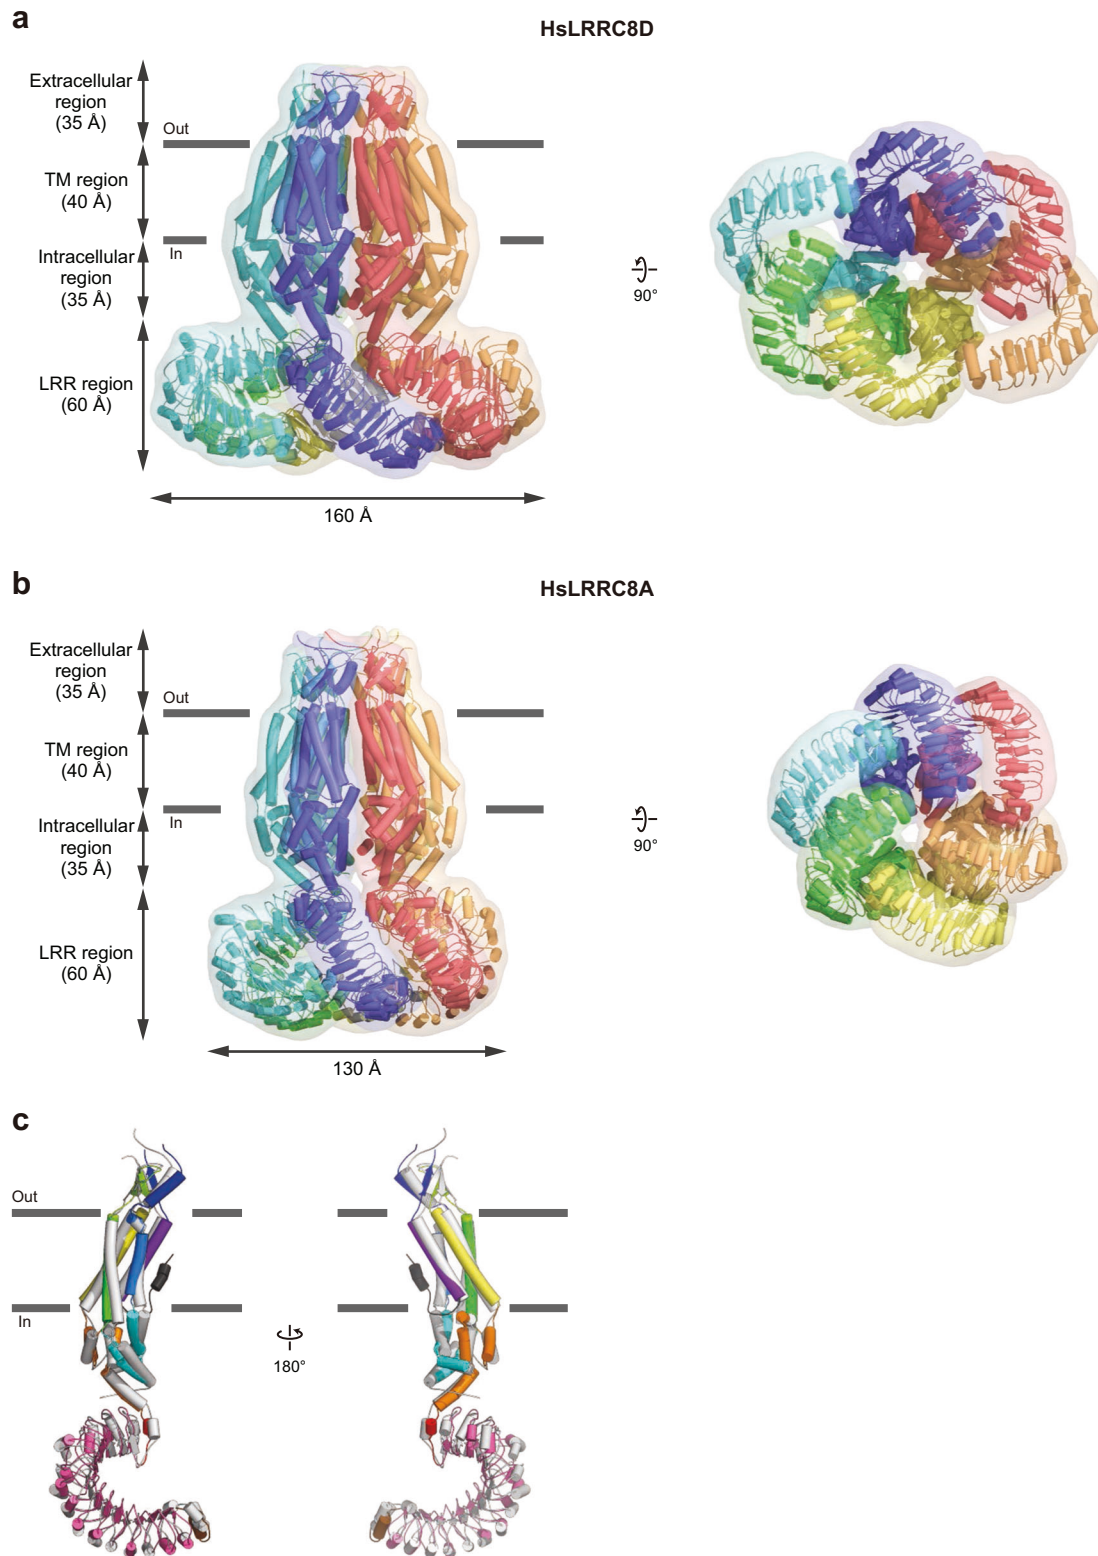 a
HsLRRC8D
Extracellular
region
(35 Å)
Out
TM region
(40 Å)
In
Intracellular
region
(35 Å)
90°
LRR region
(60 Å)
160 Å
b
HsLRRC8A
Extracellular
region
(35 Å)
Out
TM region
(40 Å)
In
Intracellular
region
(35 Å)
90°
LRR region
(60 Å)
130 Å
c
Out
In
180°